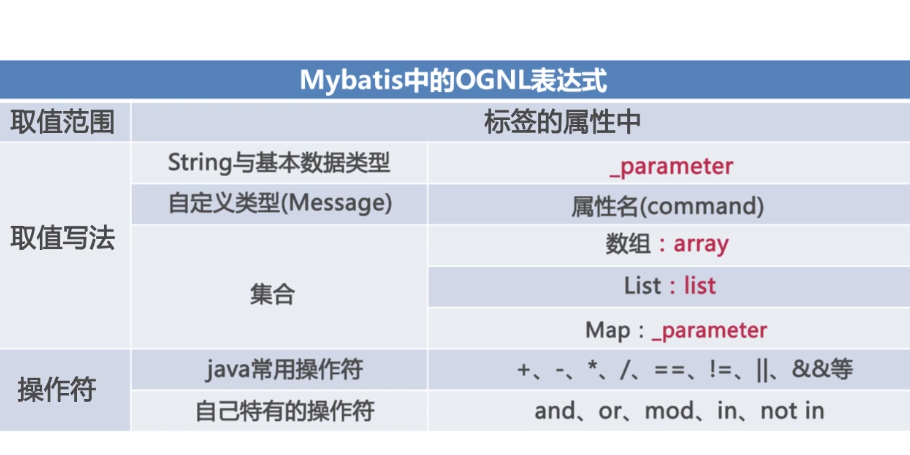 Mybatis中的OGNL表达式
取值范围
标签的属性中
取值写法
String与基本数据类型
_parameter
自定义类型(Message)
属性名(command)
集合
数组：array
List：list
Map：_parameter
操作符
java常用操作符
+、-、*、/、==、!=、||、&&等
自己特有的操作符
and、or、mod、in、not in